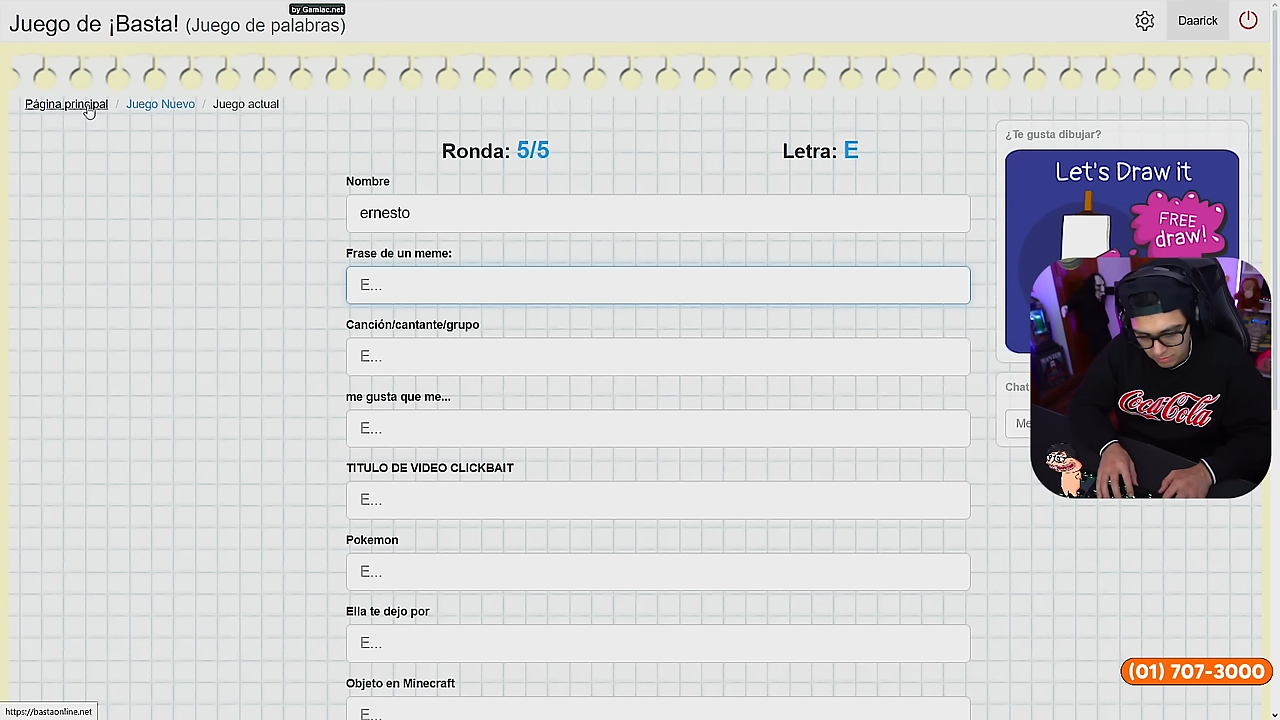 Juego de ¡Basta! (Juego de palabras)
by Gamiac.net
Daarick
Página principal / Juego Nuevo / Juego actual
Ronda: 5/5
Letra: E
Nombre
ernesto
Frase de un meme:
E...
Canción/cantante/grupo
E...
me gusta que me...
E...
TITULO DE VIDEO CLICKBAIT
E...
Pokemon
E...
Ella te dejo por
E...
Objeto en Minecraft
E...
¿Te gusta dibujar?
Let's Draw it
FREE
draw!
Chat
Me
Coca-Cola
(01) 707-3000
https://bastaonline.net